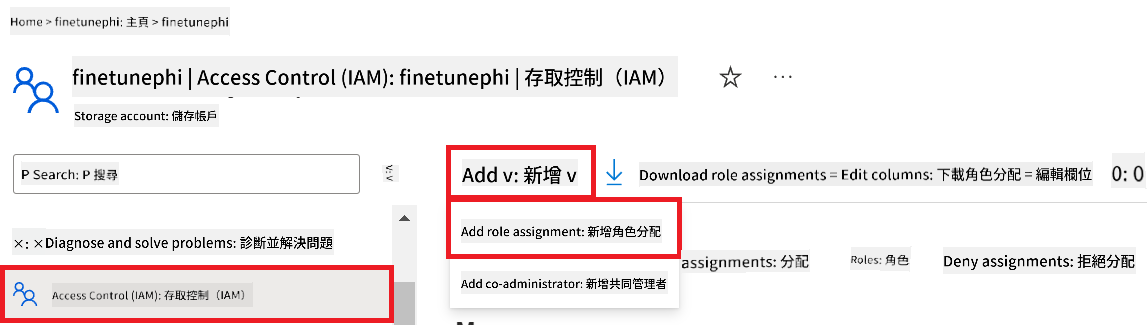 Home > finetunephi: 主頁 > finetunephi
finetunephi | Access Control (IAM): finetunephi | 存取控制（IAM）
Storage account: 儲存帳戶
P Search: P 搜尋
Add v: 新增 v
Download role assignments = Edit columns: 下載角色分配 = 編輯欄位
0: 0
Add role assignment: 新增角色分配
×: ×Diagnose and solve problems: 診斷並解決問題
assignments: 分配
Roles: 角色
Deny assignments: 拒絕分配
Access Control (IAM): 存取控制（IAM）
Add co-administrator: 新增共同管理者